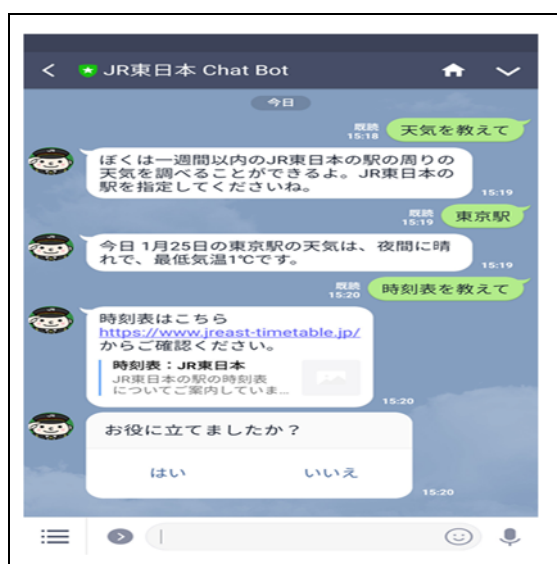 JR東日本 Chat Bot
今日
既読
15:18
天気を教えて
ぼくは一週間以内のJR東日本の駅の周りの
天気を調べることができるよ。JR東日本の
駅を指定してくださいね。
15:19
既読
15:19
東京駅
今日 1月25日の東京駅の天気は、夜間に晴
れで、最低気温1℃です。
15:19
既読
15:20
時刻表を教えて
時刻表はこちら
https://www.jreast-timetable.jp/
からご確認ください。
時刻表：JR東日本
JR東日本の駅の時刻表
についてご案内していま...
15:20
お役に立てましたか？
はい
いいえ
15:20